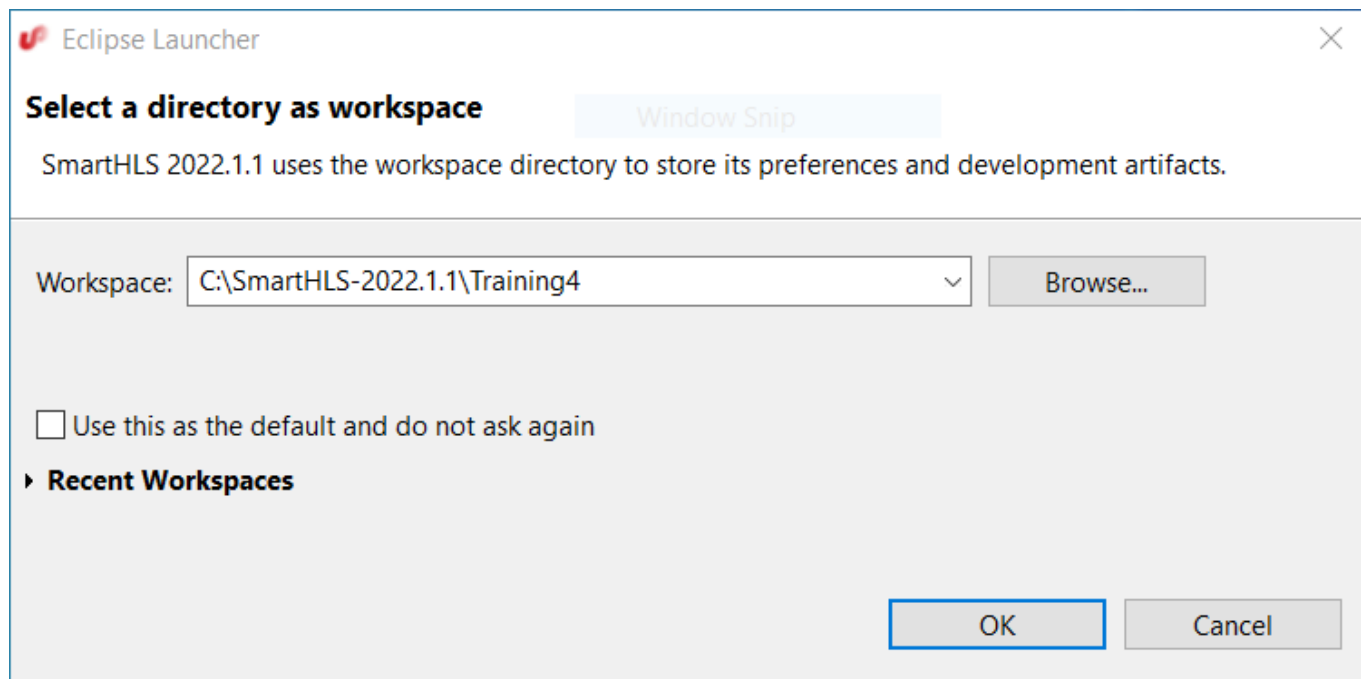 Eclipse Launcher
Select a directory as workspace
Window Snip
SmartHLS 2022.1.1 uses the workspace directory to store its preferences and development artifacts.
Workspace: C:\SmartHLS-2022.1.1\Training4 Browse...
Use this as the default and do not ask again
Recent Workspaces
OK Cancel